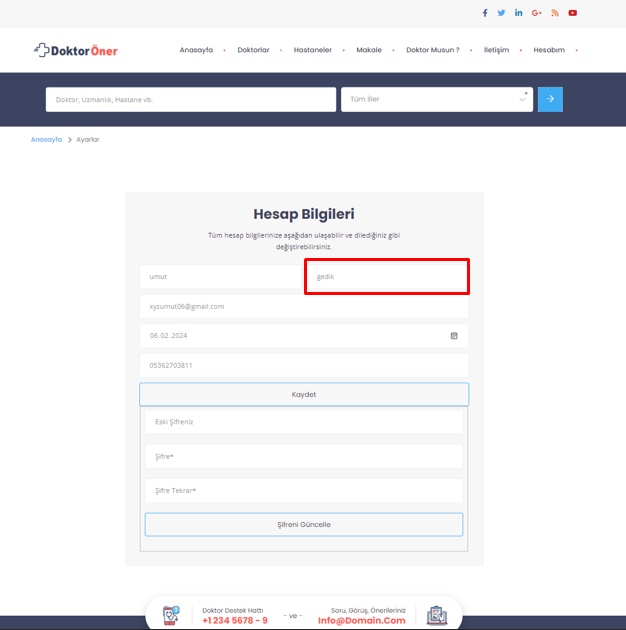 DoktorÖner
Anasayfa • Doktorlar • Hastaneler • Makale • Doktor Musun ? • İletişim • Hesabım •
Doktor, Uzmanlık, Hastane vb. Tüm İller
Anasayfa > Ayarlar
Hesap Bilgileri
Tüm hesap bilgilerinize aşağıdan ulaşabilir ve dilediğiniz gibi
değiştirebilirsiniz.
umut gedik
xyzumut06@gmail.com
06.02.2024
05362703811
Kaydet
Eski Şifreniz
Şifre*
Şifre Tekrar*
Şifreni Güncelle
Doktor Destek Hattı
+1 234 5678 - 9
- ve -
Soru, Görüş, Önerileriniz
Info@Domain.Com